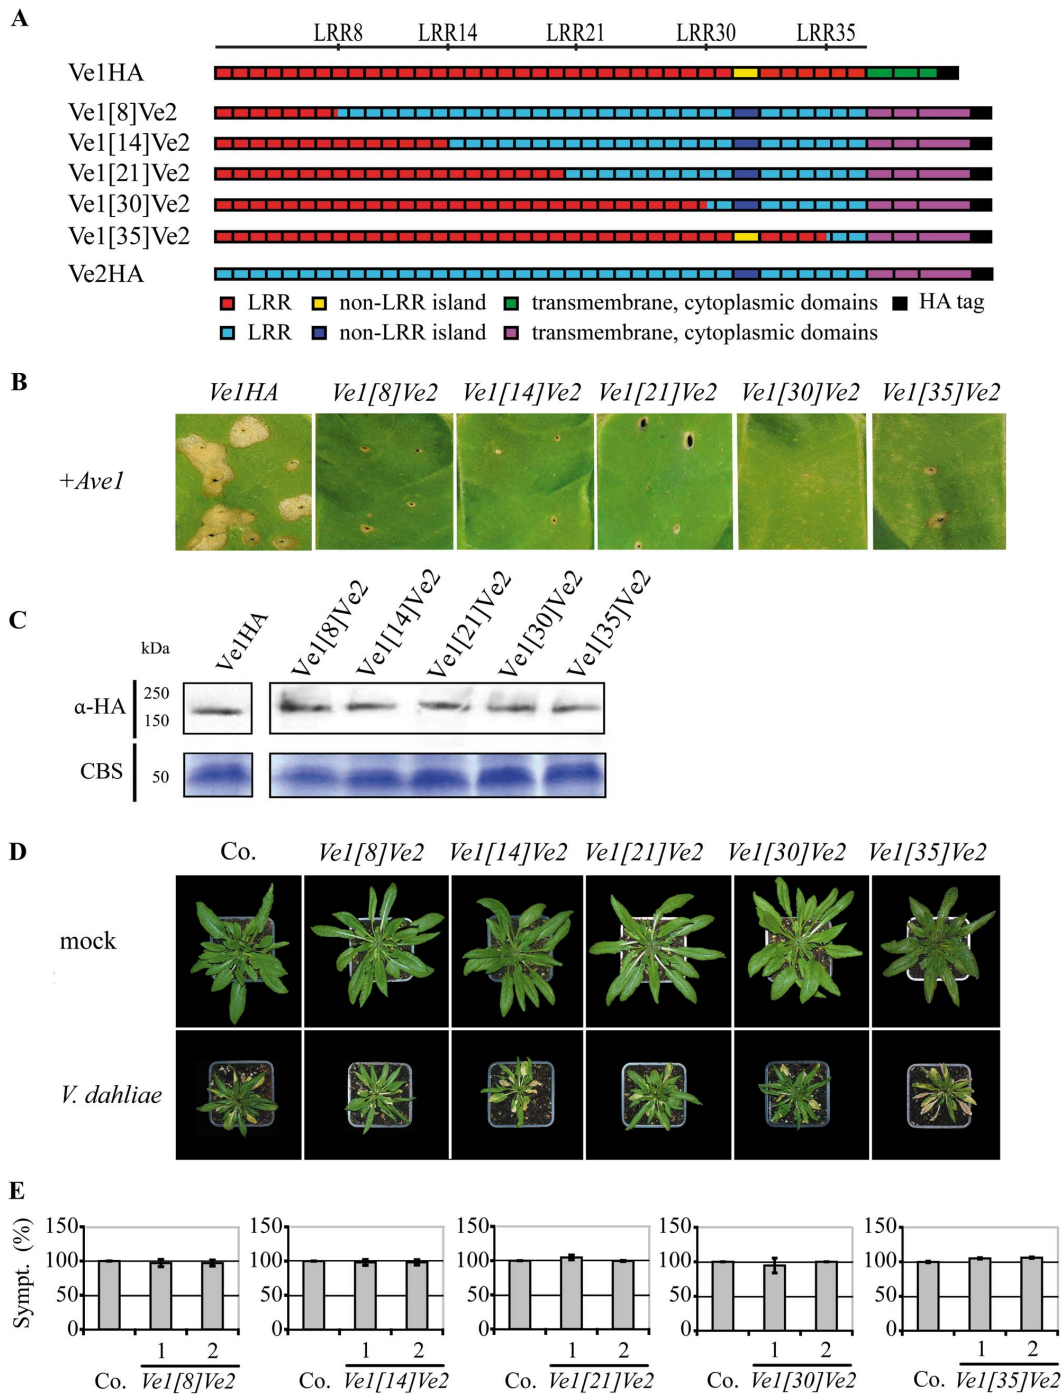 A
LRR8 LRR14 LRR21 LRR30 LRR35
Ve1HA
Ve1[8]Ve2
Ve1[14]Ve2
Ve1[21]Ve2
Ve1[30]Ve2
Ve1[35]Ve2
Ve2HA
LRR non-LRR island transmembrane, cytoplasmic domains HA tag
LRR non-LRR island transmembrane, cytoplasmic domains
B
Ve1HA Ve1[8]Ve2 Ve1[14]Ve2 Ve1[21]Ve2 Ve1[30]Ve2 Ve1[35]Ve2
+Ave1
C
kDa Ve1HA Ve1[8]Ve2 Ve1[14]Ve2 Ve1[21]Ve2 Ve1[30]Ve2 Ve1[35]Ve2
α-HA 250
150
CBS 50
D
Co. Ve1[8]Ve2 Ve1[14]Ve2 Ve1[21]Ve2 Ve1[30]Ve2 Ve1[35]Ve2
mock
V. dahliae
E
Sympt. (%)
150 150 150 150 150
100 100 100 100 100
50 50 50 50 50
0 0 0 0 0
1 2 1 2 1 2 1 2 1 2
Co. Ve1[8]Ve2 Co. Ve1[14]Ve2 Co. Ve1[21]Ve2 Co. Ve1[30]Ve2 Co. Ve1[35]Ve2